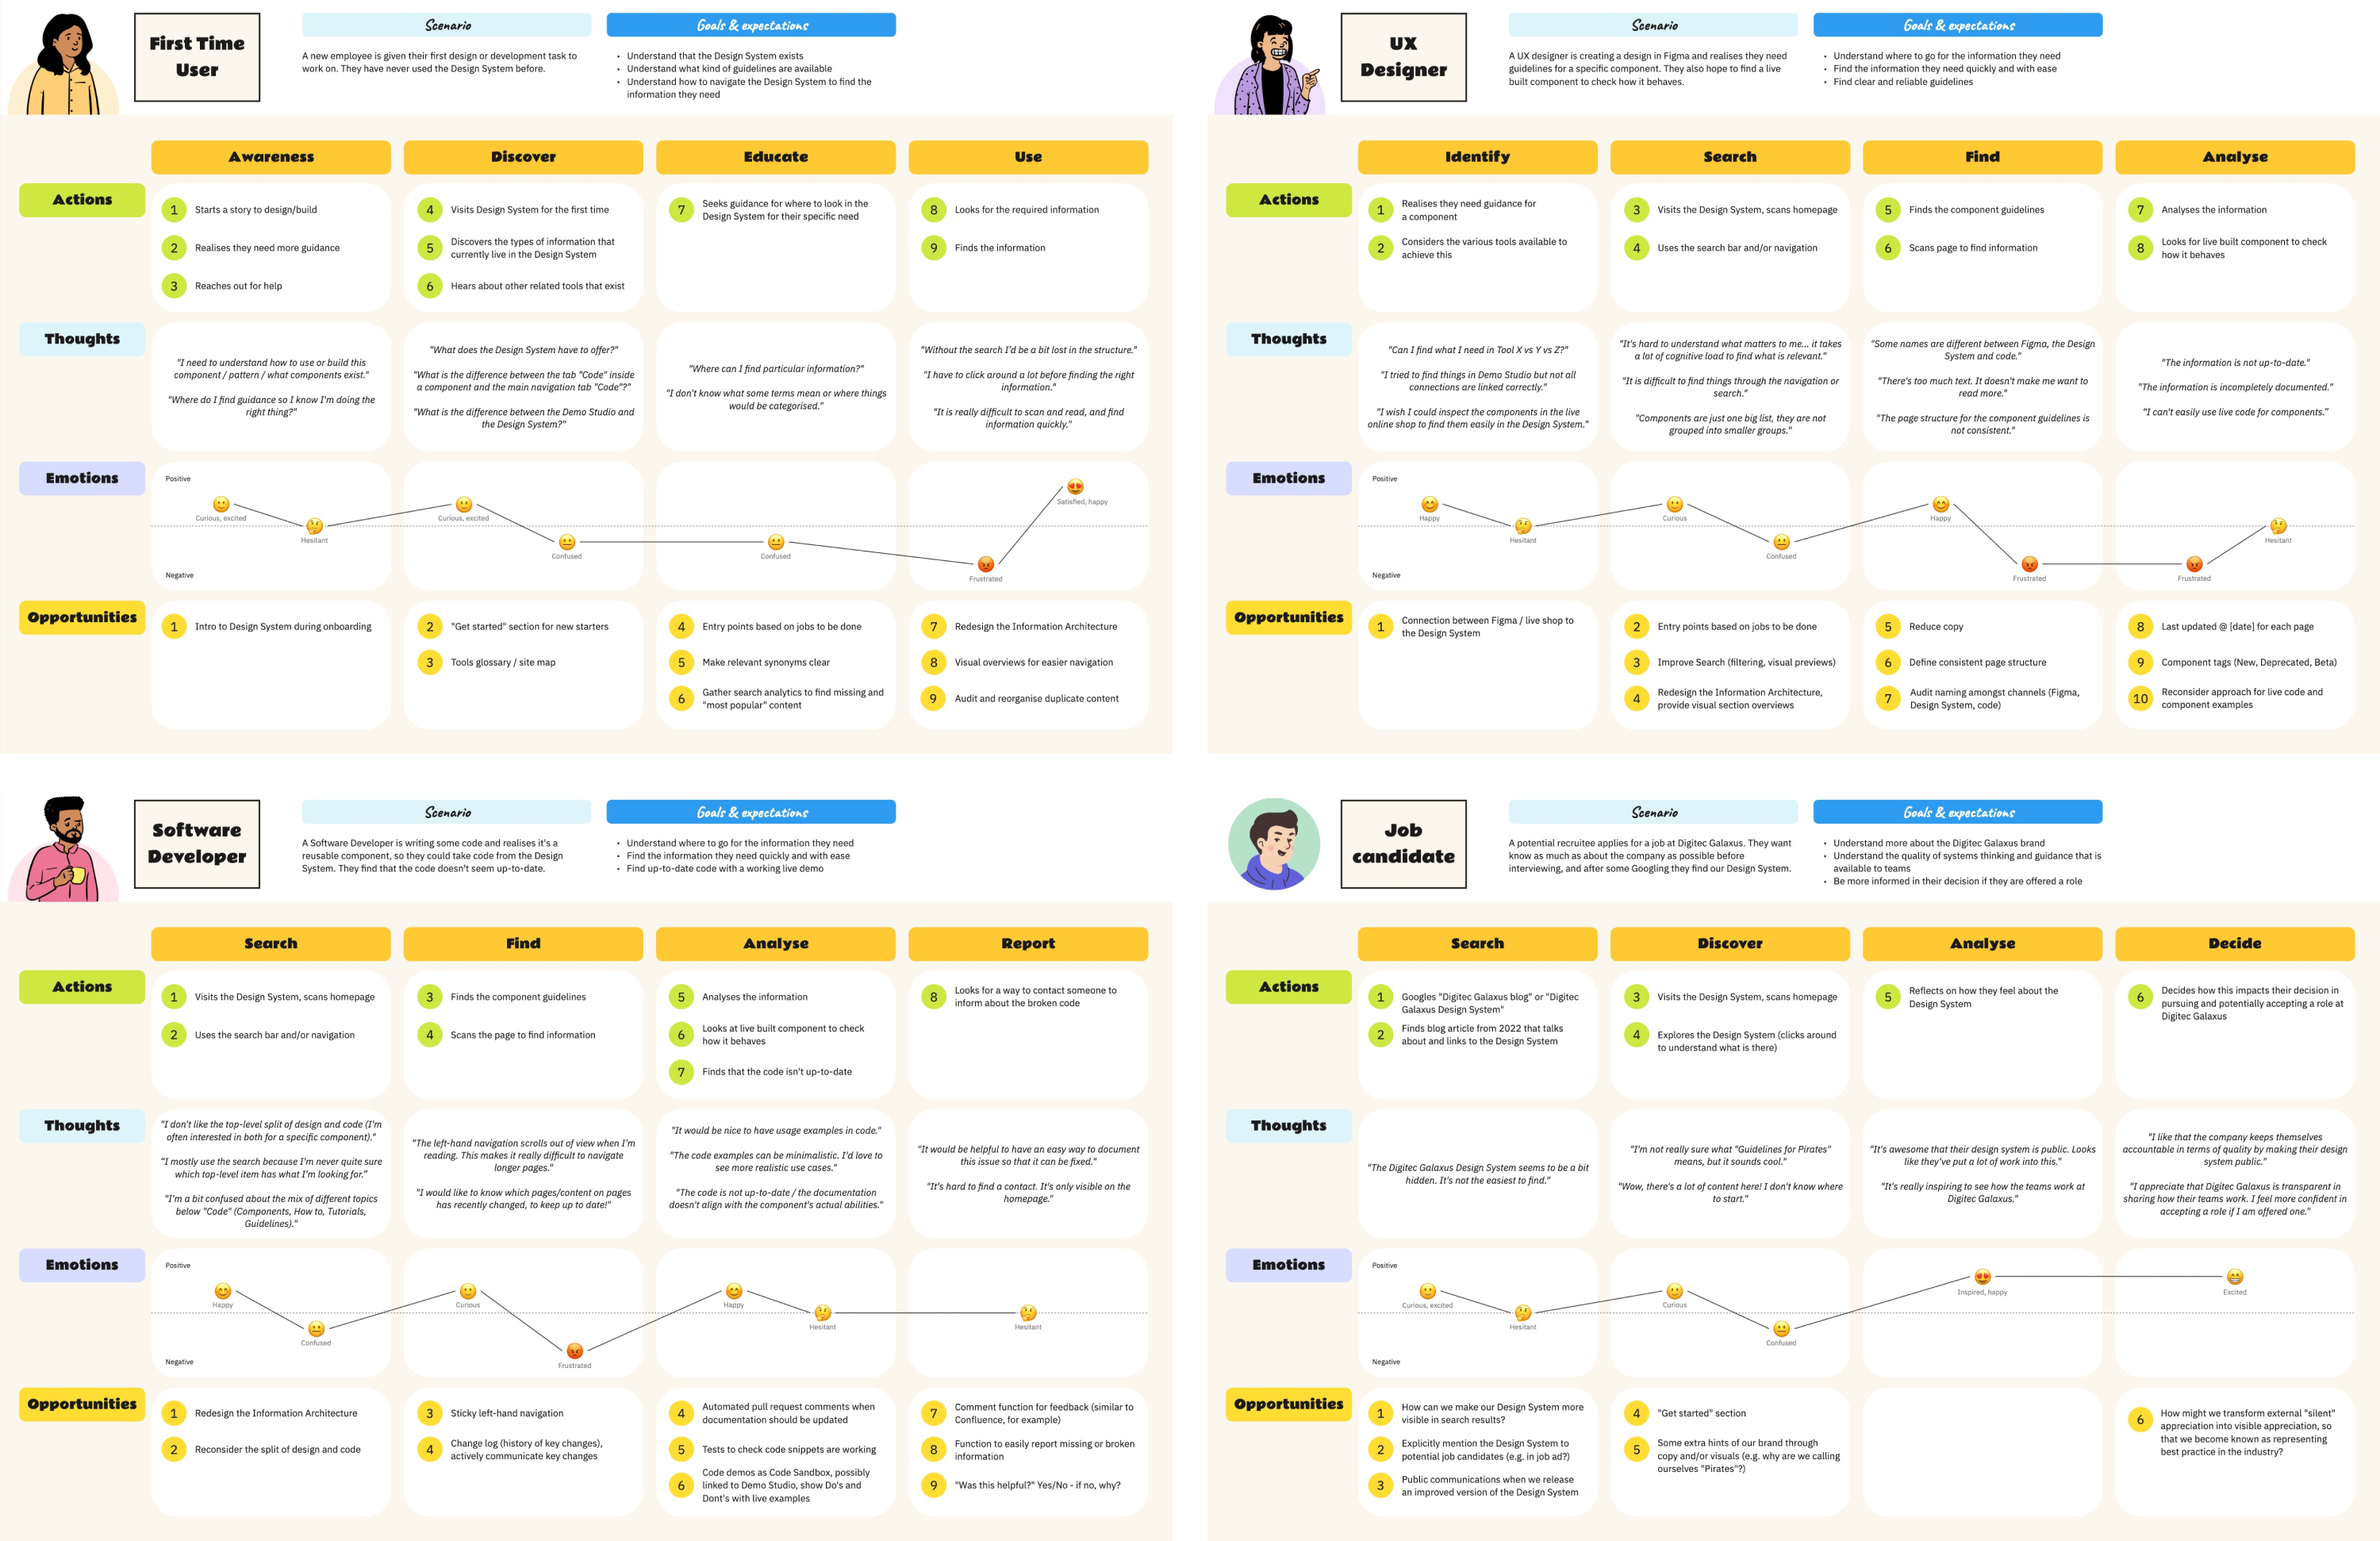 First Time
User
Scenario
A new employee is given their first design or development task to
work on. They have never used the Design System before.
Goals & expectations
• Understand that the Design System exists
• Understand what kind of guidelines are available
• Understand how to navigate the Design System to find the
information they need
Awareness
Discover
Educate
Use
Actions
1 Starts a story to design/build
2 Realises they need more guidance
3 Reaches out for help
4 Visits Design System for the first time
5 Discovers the types of information that
currently live in the Design System
6 Hears about other related tools that exist
7 Seeks guidance for where to look in the
Design System for their specific need
8 Looks for the required information
9 Finds the information
Thoughts
"I need to understand how to use or build this
component / pattern / what components exist."
"Where do I find guidance so I know I'm doing the
right thing?"
"What does the Design System have to offer?"
"What is the difference between the tab "Code" inside
a component and the main navigation tab "Code"?"
"What is the difference between the Demo Studio and
the Design System?"
"Where can I find particular information?"
"I don't know what some terms mean or where things
would be categorised."
"Without the search I'd be a bit lost in the structure."
"I have to click around a lot before finding the right
information."
"It is really difficult to scan and read, and find
information quickly."
Emotions
Positive
Curious, excited
Hesitant
Curious, excited
Confused
Confused
Frustrated
Satisfied, happy
Negative
Opportunities
1 Intro to Design System during onboarding
2 "Get started" section for new starters
3 Tools glossary / site map
4 Entry points based on jobs to be done
5 Make relevant synonyms clear
6 Gather search analytics to find missing and
"most popular" content
7 Redesign the Information Architecture
8 Visual overviews for easier navigation
9 Audit and reorganise duplicate content
UX
Designer
Scenario
A UX designer is creating a design in Figma and realises they need
guidelines for a specific component. They also hope to find a live
built component to check how it behaves.
Goals & expectations
• Understand where to go for the information they need
• Find the information they need quickly and with ease
• Find clear and reliable guidelines
Identify
Search
Find
Analyse
Actions
1 Realises they need guidance for
a component
2 Considers the various tools available to
achieve this
3 Visits the Design System, scans homepage
4 Uses the search bar and/or navigation
5 Finds the component guidelines
6 Scans page to find information
7 Analyses the information
8 Looks for live built component to check
how it behaves
Thoughts
"Can I find what I need in Tool X vs Y vs Z?"
"I tried to find things in Demo Studio but not all
connections are linked correctly."
"I wish I could inspect the components in the live
online shop to find them easily in the Design System."
"It's hard to understand what matters to me... it takes
a lot of cognitive load to find what is relevant."
"It is difficult to find things through the navigation or
search."
"Components are just one big list, they are not
grouped into smaller groups."
"Some names are different between Figma, the Design
System and code."
"There's too much text. It doesn't make me want to
read more."
"The page structure for the component guidelines is
not consistent."
"The information is not up-to-date."
"The information is incompletely documented."
"I can't easily use live code for components."
Emotions
Positive
Happy
Hesitant
Curious
Confused
Happy
Frustrated
Frustrated
Hesitant
Negative
Opportunities
1 Connection between Figma / live shop to
the Design System
2 Entry points based on jobs to be done
3 Improve Search (filtering, visual previews)
4 Redesign the Information Architecture,
provide visual section overviews
5 Reduce copy
6 Define consistent page structure
7 Audit naming amongst channels (Figma,
Design System, code)
8 Last updated @ [date] for each page
9 Component tags (New, Deprecated, Beta)
10 Reconsider approach for live code and
component examples
Software
Developer
Scenario
A Software Developer is writing some code and realises it's a
reusable component, so they could take code from the Design
System. They find that the code doesn't seem up-to-date.
Goals & expectations
• Understand where to go for the information they need
• Find the information they need quickly and with ease
• Find up-to-date code with a working live demo
Search
Find
Analyse
Report
Actions
1 Visits the Design System, scans homepage
2 Uses the search bar and/or navigation
3 Finds the component guidelines
4 Scans the page to find information
5 Analyses the information
6 Looks at live built component to check
how it behaves
7 Finds that the code isn't up-to-date
8 Looks for a way to contact someone to
inform about the broken code
Thoughts
"I don't like the top-level split of design and code (I'm
often interested in both for a specific component)."
"I mostly use the search because I'm never quite sure
which top-level item has what I'm looking for."
"I'm a bit confused about the mix of different topics
below "Code" (Components, How to, Tutorials,
Guidelines)."
"The left-hand navigation scrolls out of view when I'm
reading. This makes it really difficult to navigate
longer pages."
"I would like to know which pages/content on pages
has recently changed, to keep up to date!"
"It would be nice to have usage examples in code."
"The code examples can be minimalistic. I'd love to
see more realistic use cases."
"The code is not up-to-date / the documentation
doesn't align with the component's actual abilities."
"It would be helpful to have an easy way to document
this issue so that it can be fixed."
"It's hard to find a contact. It's only visible on the
homepage."
Emotions
Positive
Happy
Confused
Curious
Frustrated
Happy
Hesitant
Hesitant
Negative
Opportunities
1 Redesign the Information Architecture
2 Reconsider the split of design and code
3 Sticky left-hand navigation
4 Change log (history of key changes),
actively communicate key changes
4 Automated pull request comments when
documentation should be updated
5 Tests to check code snippets are working
6 Code demos as Code Sandbox, possibly
linked to Demo Studio, show Do's and
Dont's with live examples
7 Comment function for feedback (similar to
Confluence, for example)
8 Function to easily report missing or broken
information
9 "Was this helpful?" Yes/No - if no, why?
Job
candidate
Scenario
A potential recruitee applies for a job at Digitec Galaxus. They want
know as much as about the company as possible before
interviewing, and after some Googling they find our Design System.
Goals & expectations
• Understand more about the Digitec Galaxus brand
• Understand the quality of systems thinking and guidance that is
available to teams
• Be more informed in their decision if they are offered a role
Search
Discover
Analyse
Decide
Actions
1 Googles "Digitec Galaxus blog" or "Digitec
Galaxus Design System"
2 Finds blog article from 2022 that talks
about and links to the Design System
3 Visits the Design System, scans homepage
4 Explores the Design System (clicks around
to understand what is there)
5 Reflects on how they feel about the
Design System
6 Decides how this impacts their decision in
pursuing and potentially accepting a role at
Digitec Galaxus
Thoughts
"The Digitec Galaxus Design System seems to be a bit
hidden. It's not the easiest to find."
"I'm not really sure what "Guidelines for Pirates"
means, but it sounds cool."
"Wow, there's a lot of content here! I don't know where
to start."
"It's awesome that their design system is public. Looks
like they've put a lot of work into this."
"It's really inspiring to see how the teams work at
Digitec Galaxus."
"I like that the company keeps themselves
accountable in terms of quality by making their design
system public."
"I appreciate that Digitec Galaxus is transparent in
sharing how their teams work. I feel more confident in
accepting a role if I am offered one."
Emotions
Positive
Curious, excited
Hesitant
Curious
Confused
Inspired, happy
Excited
Negative
Opportunities
1 How can we make our Design System more
visible in search results?
2 Explicitly mention the Design System to
potential job candidates (e.g. in job ad?)
3 Public communications when we release
an improved version of the Design System
4 "Get started" section
5 Some extra hints of our brand through
copy and/or visuals (e.g. why are we calling
ourselves "Pirates"?)
6 How might we transform external "silent"
appreciation into visible appreciation, so
that we become known as representing
best practice in the industry?